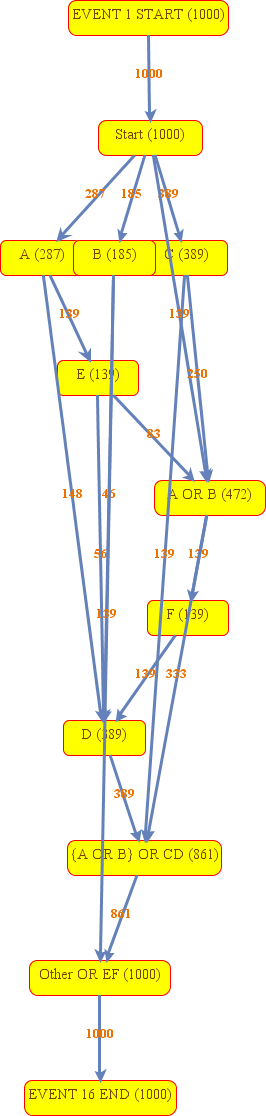 EVENT 1 START (1000)
1000
Start (1000)
287
185
389
A (287)
B (185)
C (389)
139
139
250
E (139)
83
A OR B (472)
148
46
56
139
139
139
F (139)
139
333
D (389)
389
{A OR B} OR CD (861)
861
Other OR EF (1000)
1000
EVENT 16 END (1000)